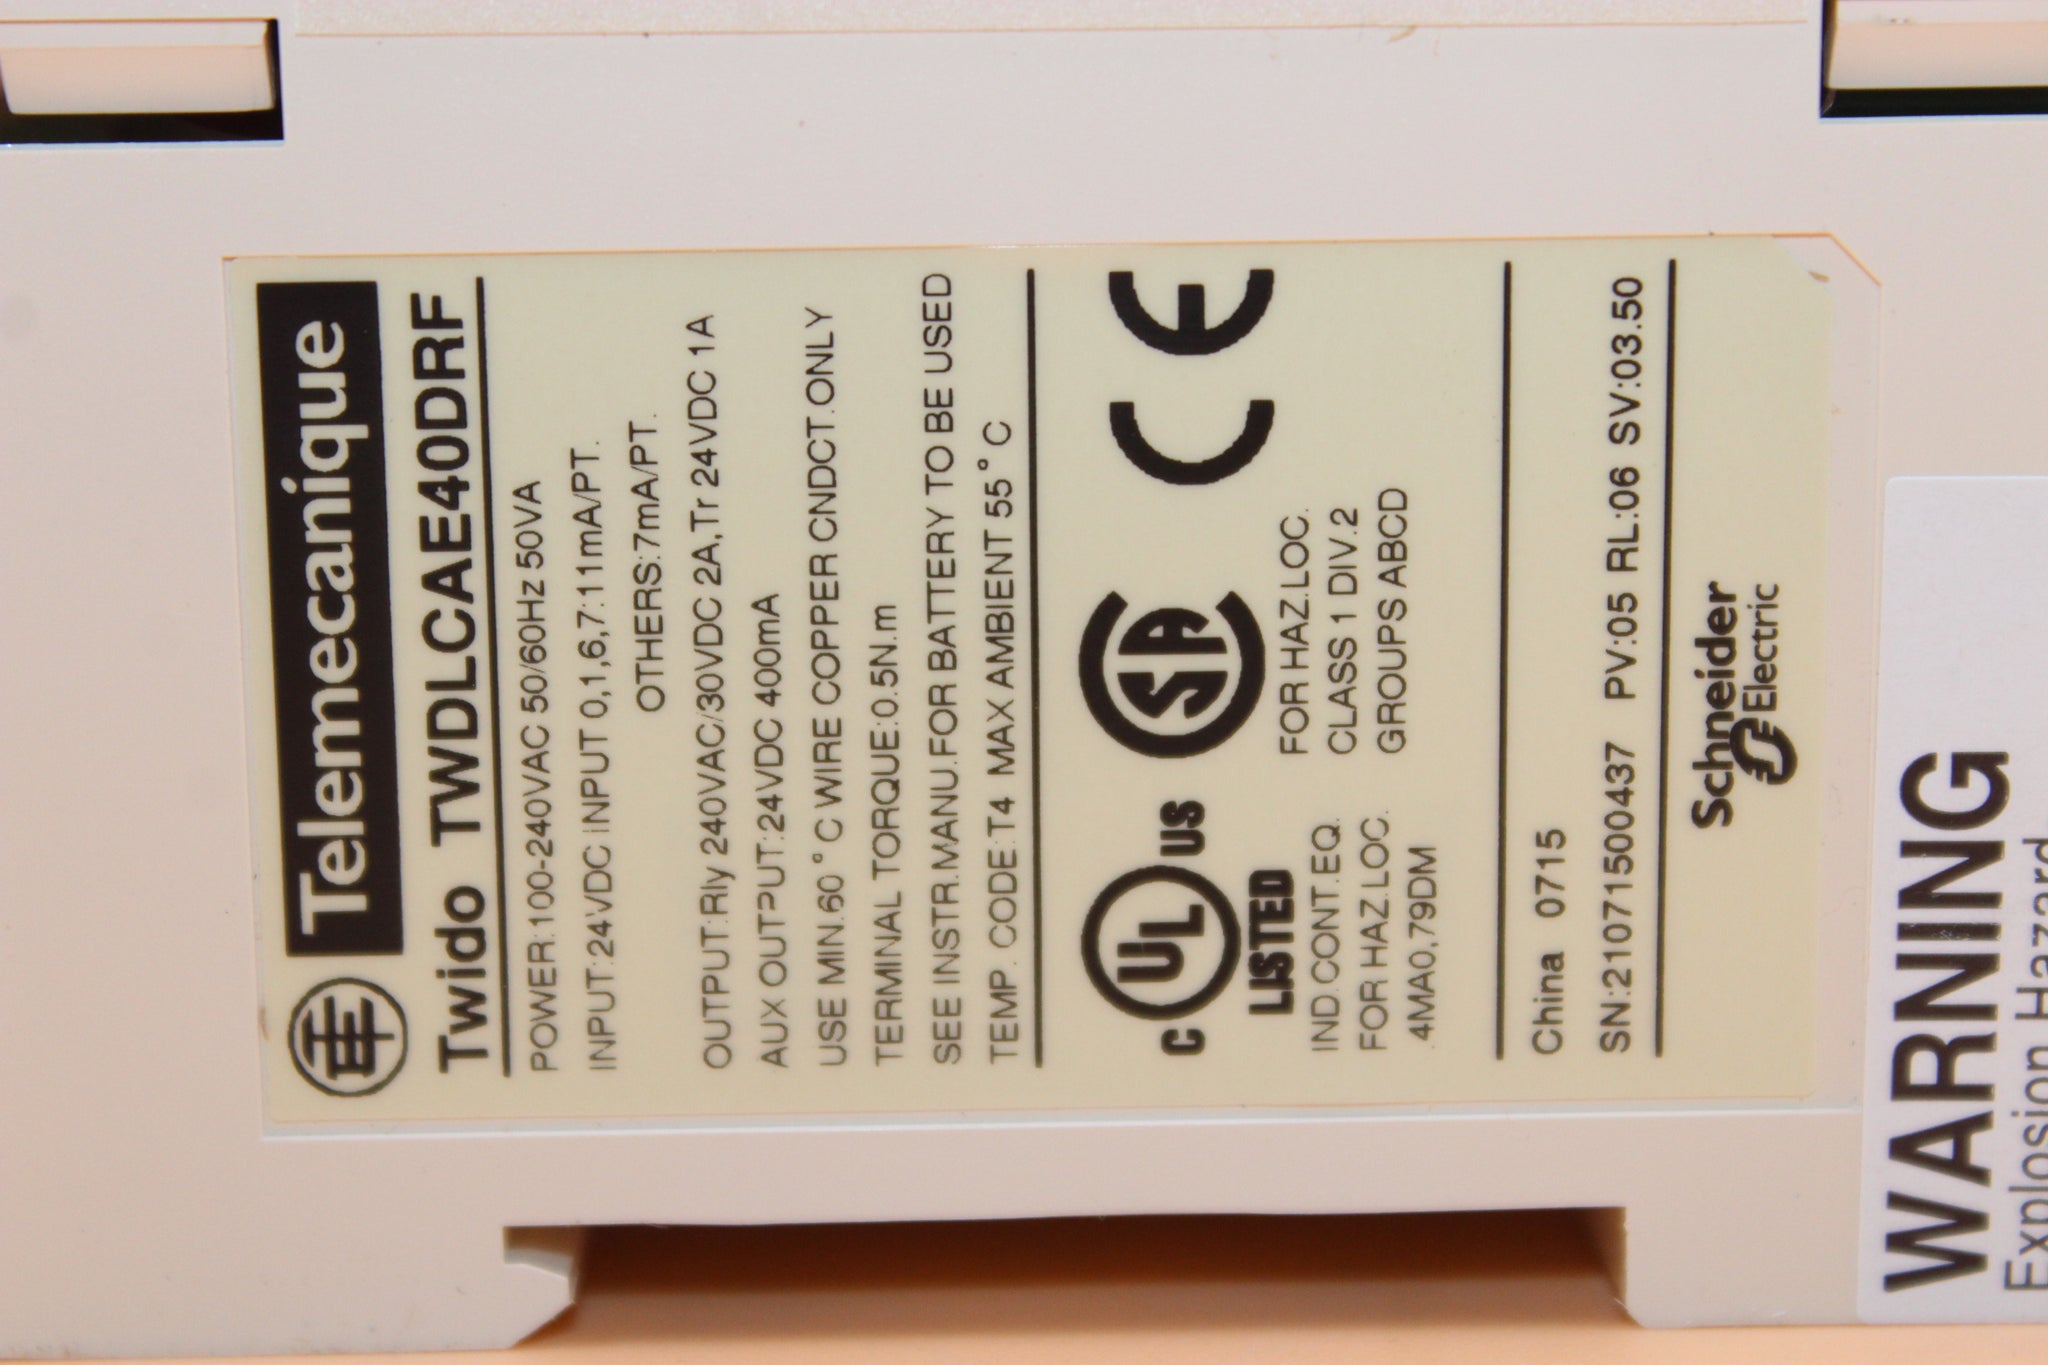 Telemecanique
Twido TWDLCAE40DRF
POWER:100-240VAC 50/60Hz 50VA
INPUT:24VDC INPUT 0,1,6,7:11mA/PT.
OTHERS:7mA/PT.
OUTPUT:Rly 240VAC/30VDC 2A,Tr 24VDC 1A
AUX OUTPUT:24VDC 400mA
USE MIN.60°C WIRE COPPER CNDCT.ONLY
TERMINAL TORQUE:0.5N.m
SEE INSTR.MANU.FOR BATTERY TO BE USED
TEMP. CODE:T4 MAX AMBIENT 55°C
C UL US
LISTED
IND.CONT.EQ.
FOR HAZ.LOC.
.4MA0,79DM
SA
FOR HAZ.LOC.
CLASS 1 DIV.2
GROUPS ABCD
CE
China 0715
SN:21071500437 PV:05 RL:06 SV:03.50
Schneider
Electric
WARNING
Explosion Hazard